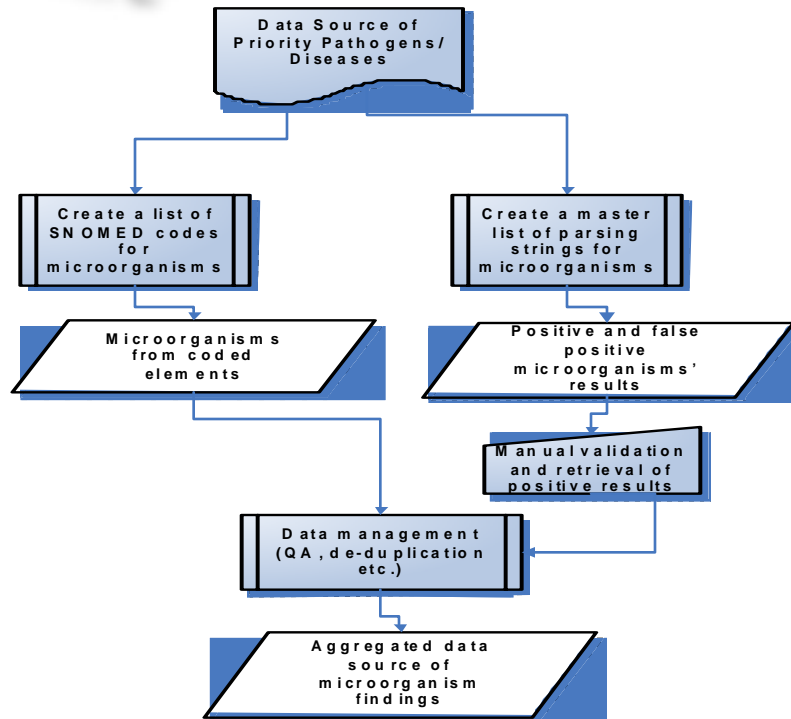 Data Source of
Priority Pathogens/
Diseases
Create a list of
SNOMED codes
for
microorganisms
Create a master
list of parsing
strings for
microorganisms
Microorganisms
from coded
elements
Positive and false
positive
microorganisms’
results
Manual validation
and retrieval of
positive results
Data management
(QA, de-duplication
etc.)
Aggregated data
source of
microorganism
findings